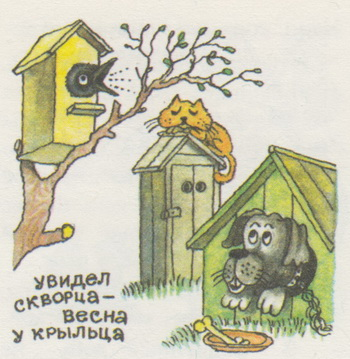 увидел
скворца-
весна
у крыльца